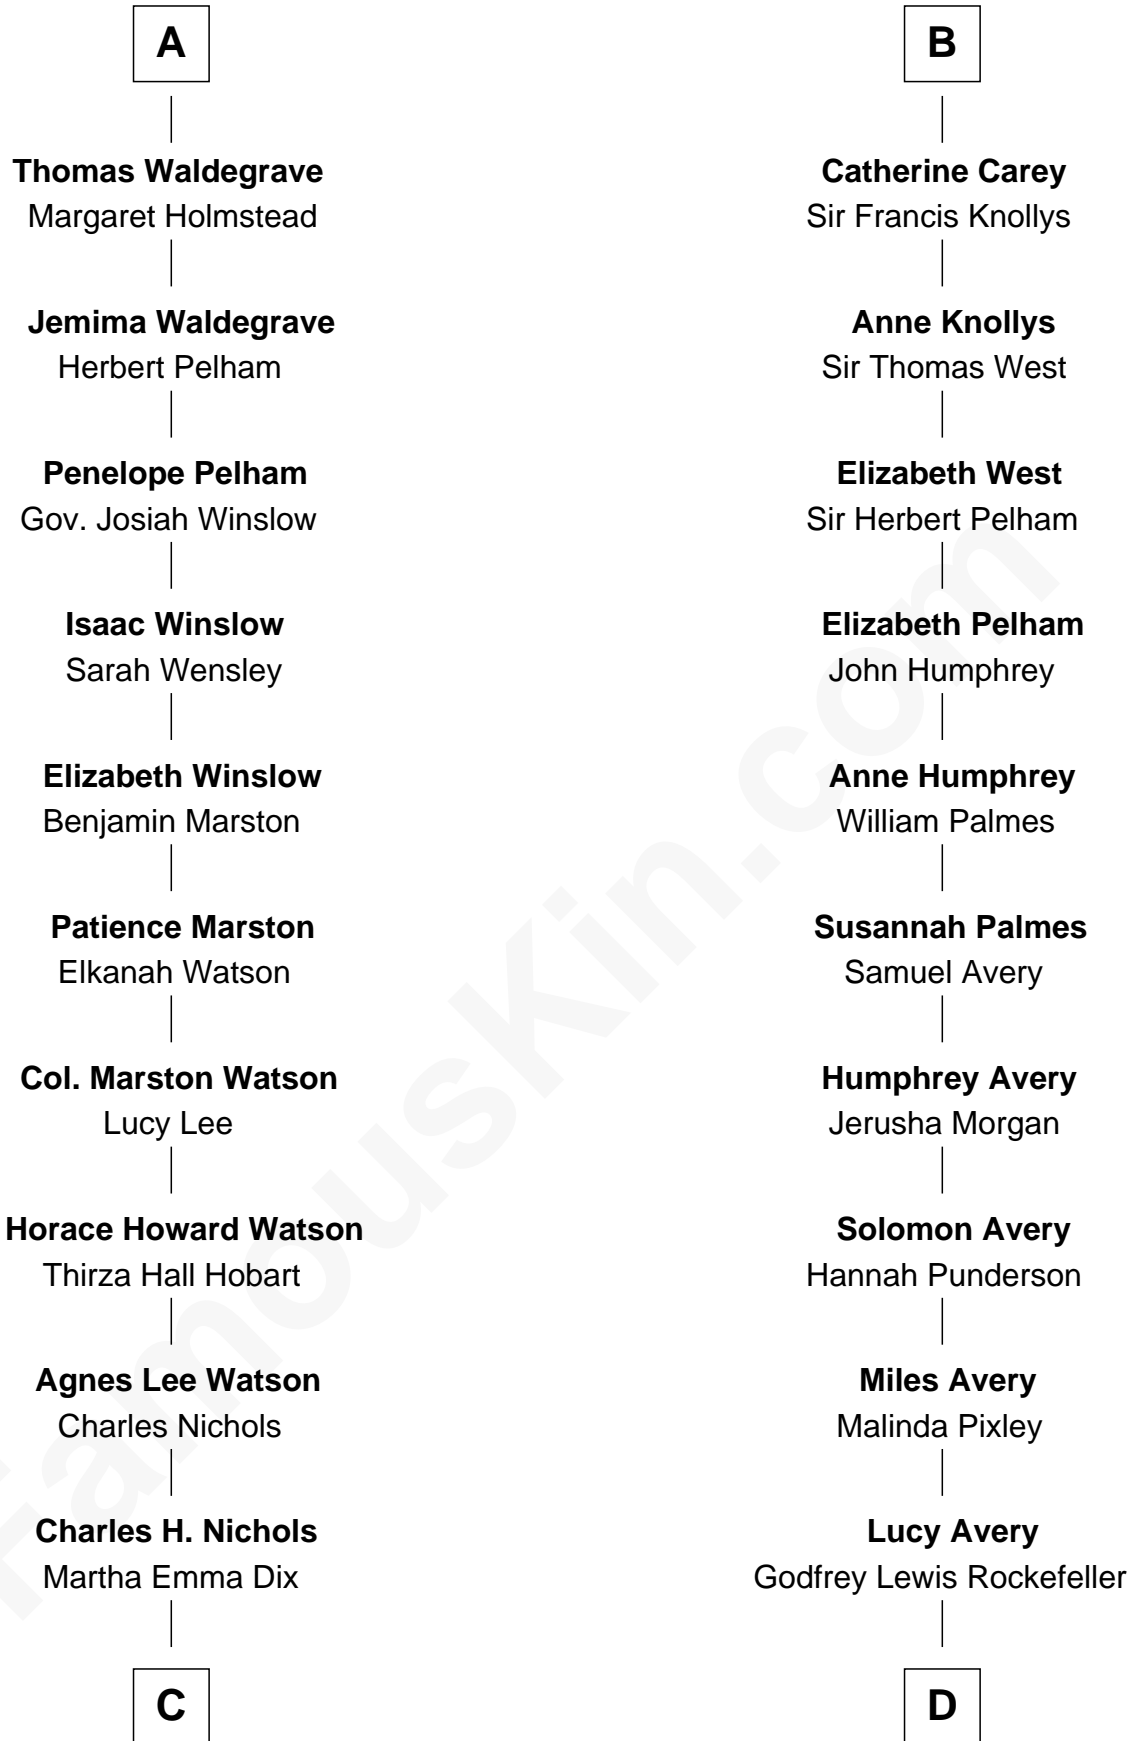 A
Thomas Waldegrave
Margaret Holmstead
Jemima Waldegrave
Herbert Pelham
Penelope Pelham
Gov. Josiah Winslow
Isaac Winslow
Sarah Wensley
Elizabeth Winslow
Benjamin Marston
Patience Marston
Elkanah Watson
Col. Marston Watson
Lucy Lee
Horace Howard Watson
Thirza Hall Hobart
Agnes Lee Watson
Charles Nichols
Charles H. Nichols
Martha Emma Dix
C
B
Catherine Carey
Sir Francis Knollys
Anne Knollys
Sir Thomas West
Elizabeth West
Sir Herbert Pelham
Elizabeth Pelham
John Humphrey
Anne Humphrey
William Palmes
Susannah Palmes
Samuel Avery
Humphrey Avery
Jerusha Morgan
Solomon Avery
Hannah Punderson
Miles Avery
Malinda Pixley
Lucy Avery
Godfrey Lewis Rockefeller
D
FamousKin.com